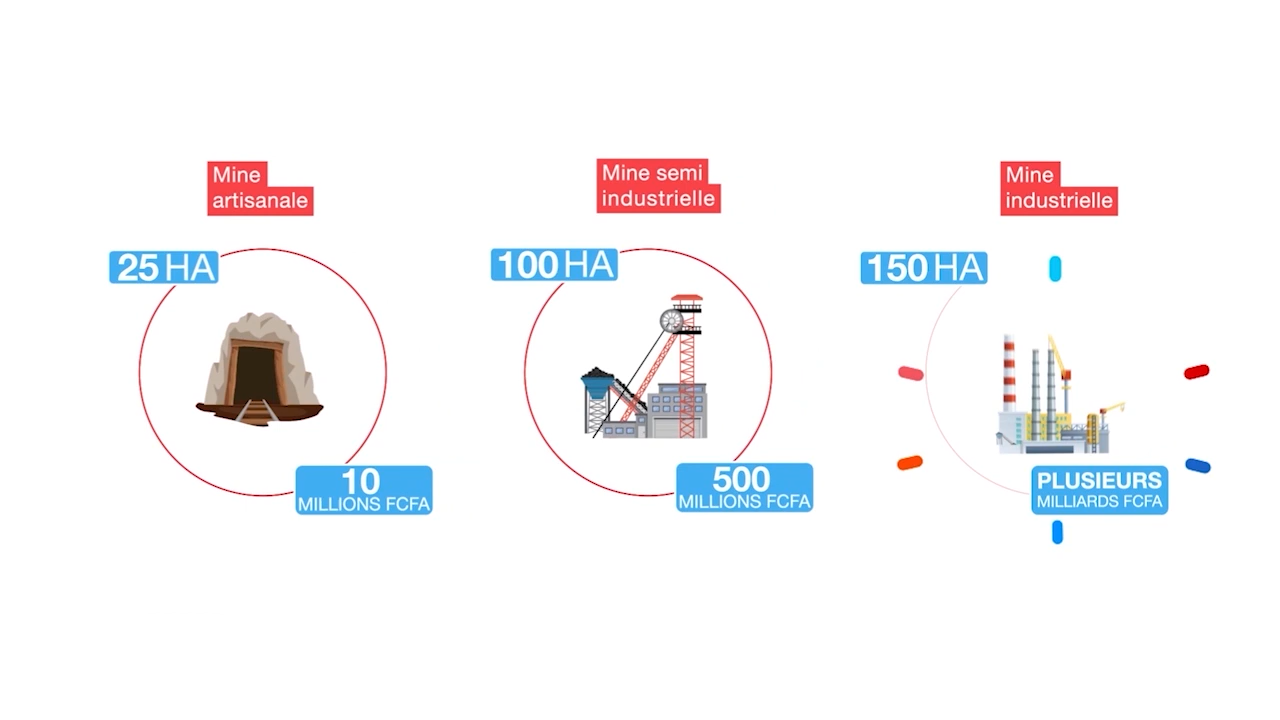 Mine
artisanale
25 HA
10
MILLIONS FCFA
Mine semi
industrielle
100 HA
500
MILLIONS FCFA
Mine
industrielle
150 HA
PLUSIEURS
MILLIARDS FCFA